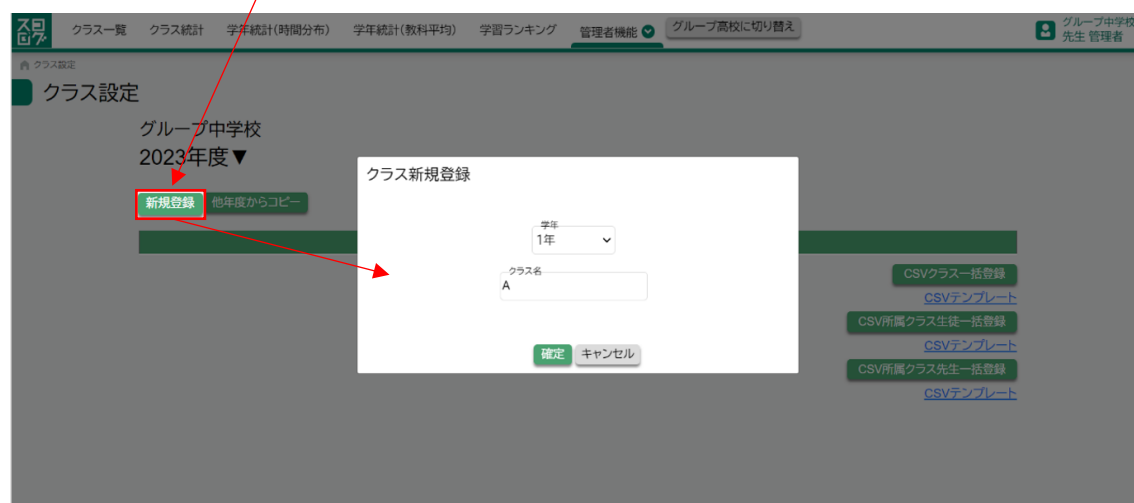 スタログ
クラス一覧 クラス統計 学年統計(時間分布) 学年統計(教科平均) 学習ランキング 管理者機能 グループ高校に切り替え
グループ中学校
先生 管理者
クラス設定
クラス設定
グループ中学校
2023年度▼
新規登録 他年度からコピー
クラス新規登録
学年
1年
クラス名
A
確定 キャンセル
CSVクラス一括登録
CSVテンプレート
CSV所属クラス生徒一括登録
CSVテンプレート
CSV所属クラス先生一括登録
CSVテンプレート